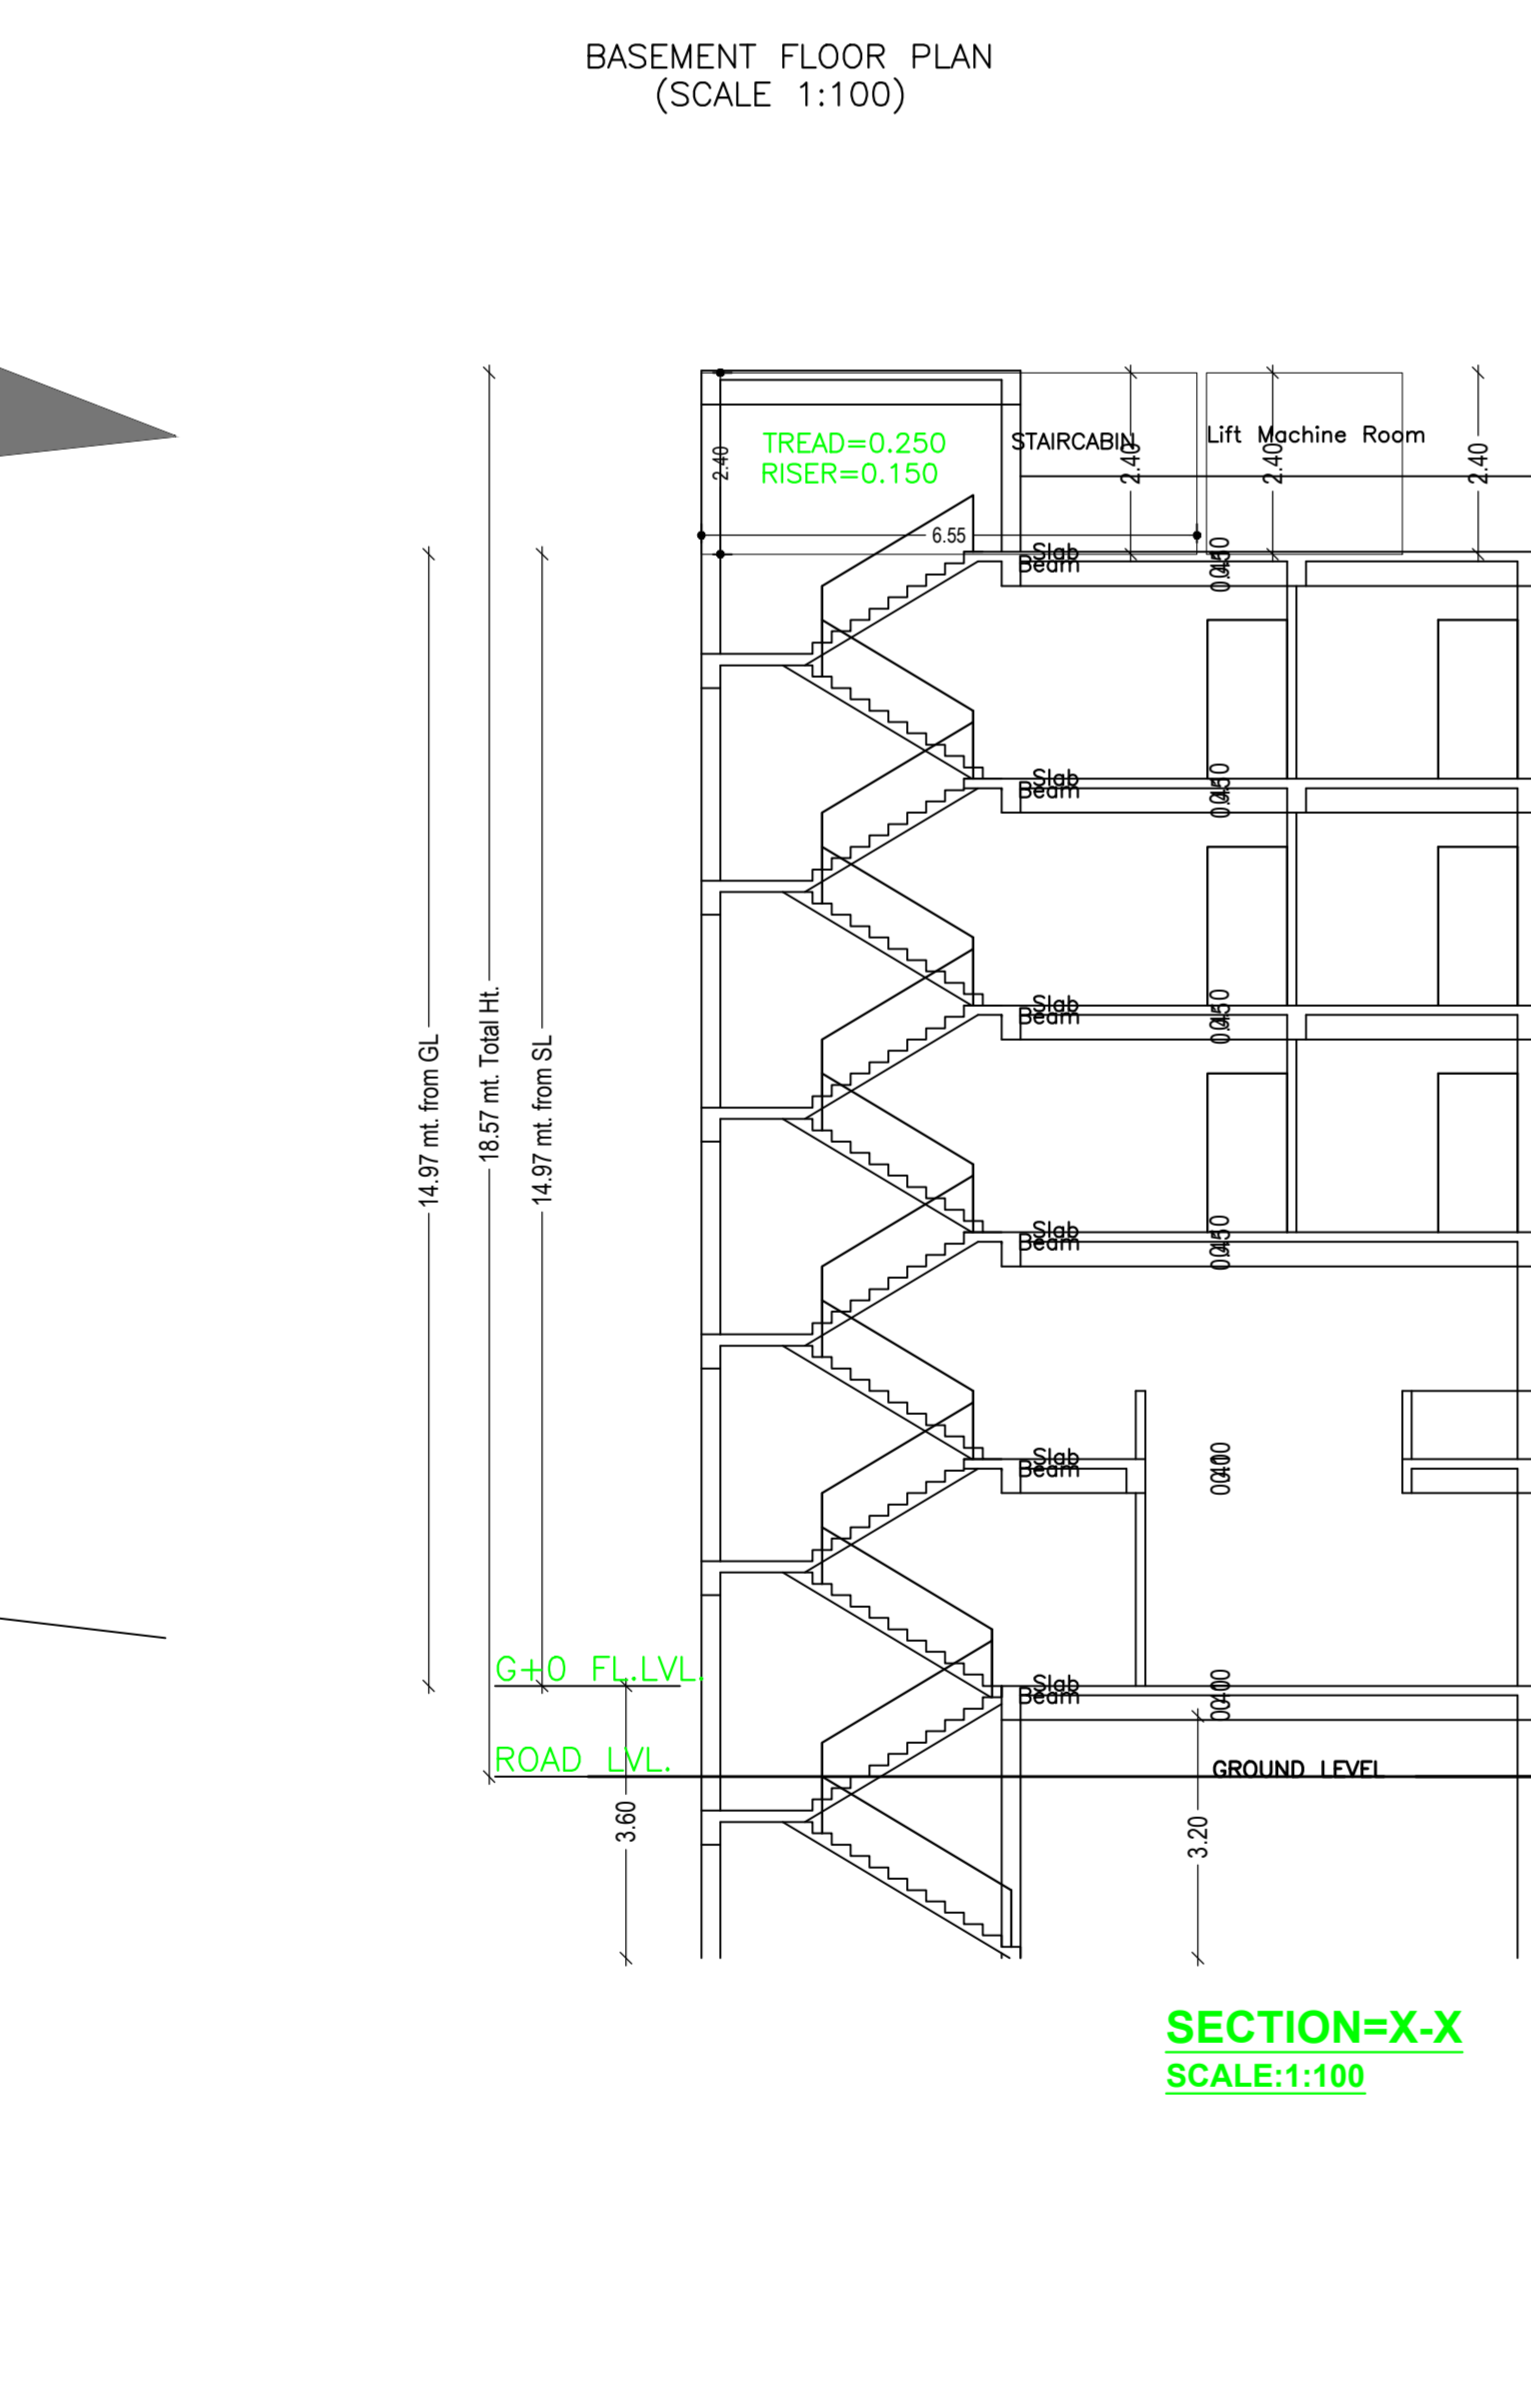 BASEMENT FLOOR PLAN
(SCALE 1:100)
TREAD=0.250
RISER=0.150
STAIRCABIN
Lift Machine Room
2.40
2.40
2.40
2.40
6.55
Slab
Beam
Slab
Beam
Slab
Beam
14.97 mt. from GL
18.57 mt. Total Ht.
14.97 mt. from SL
Slab
Beam
Slab
Beam
G+0 FL.LVL.
Slab
Beam
ROAD LVL.
GROUND LEVEL
3.60
3.20
SECTION=X-X
SCALE:1:100